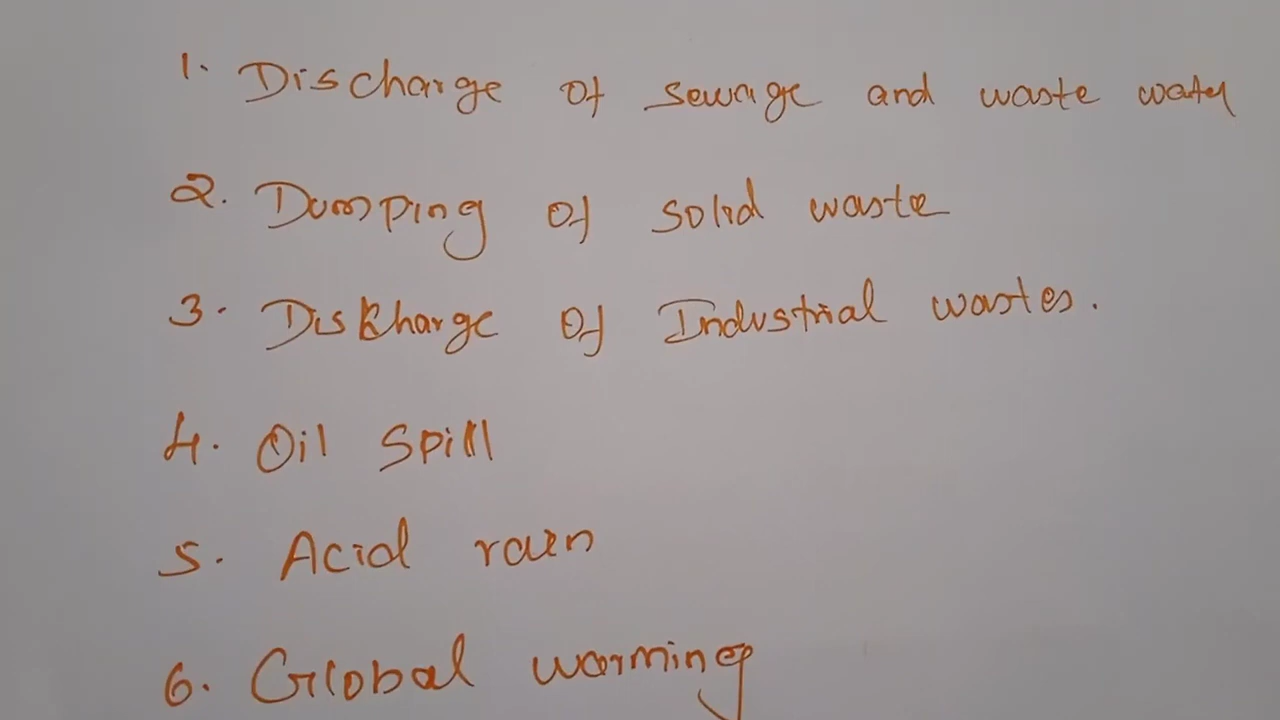 1. Discharge of sewage and waste water
2. Dumping of solid waste
3. Discharge of Industrial wastes.
4. Oil spill
5. Acid rain
6. Global warming